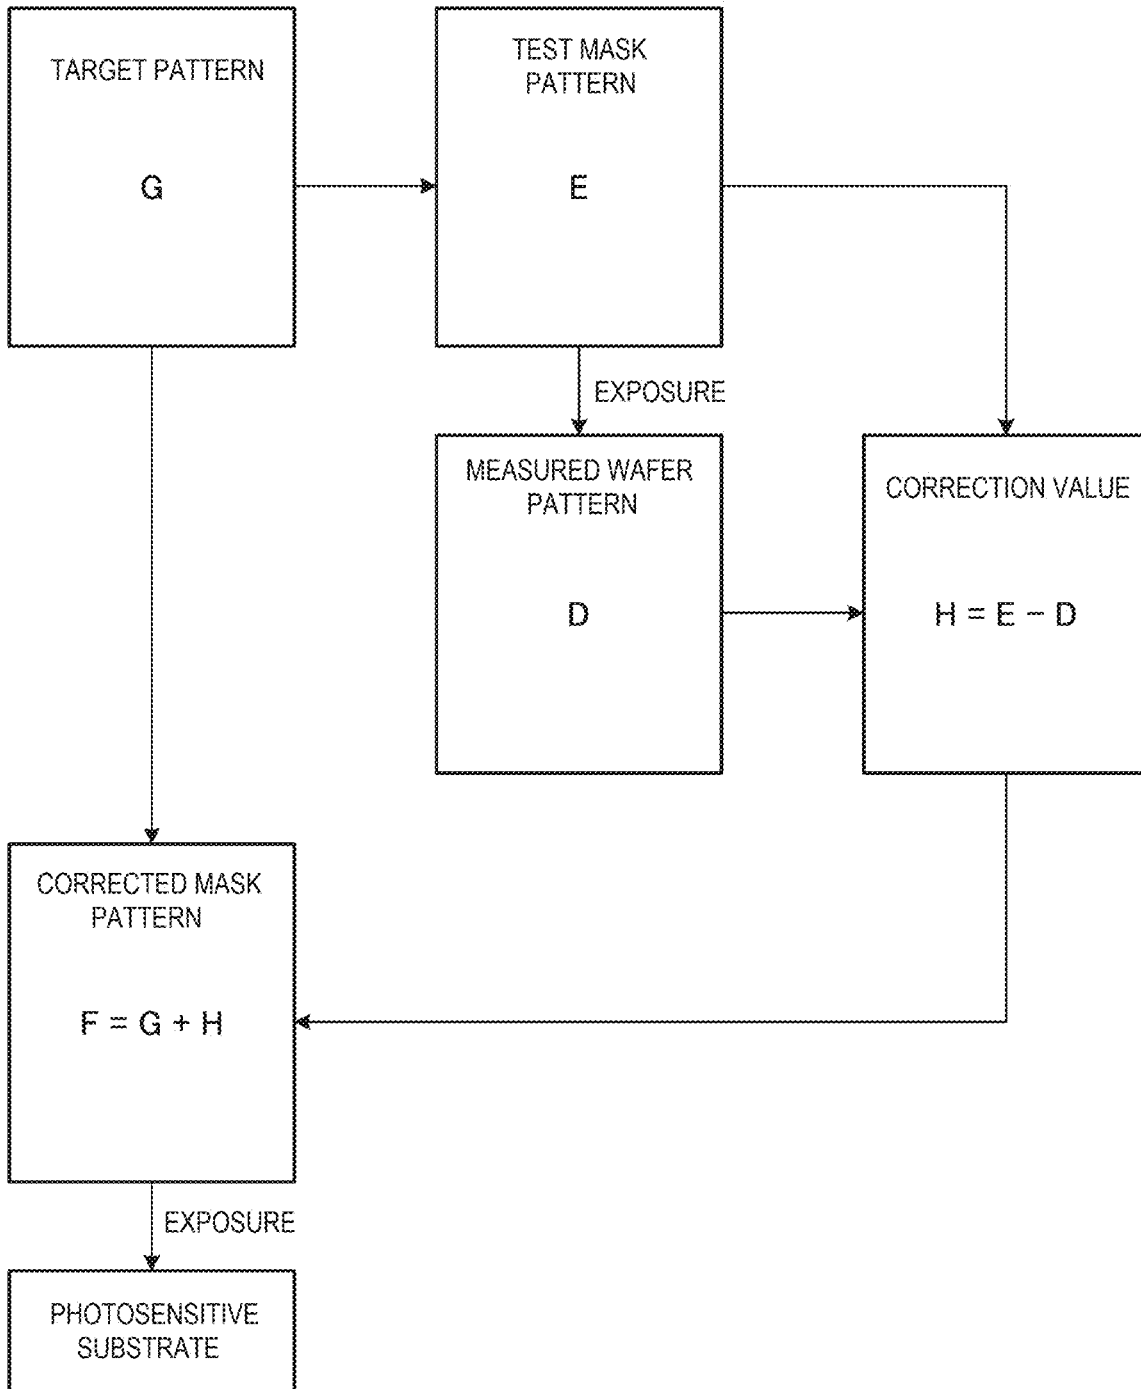 TARGET PATTERN
G
TEST MASK
PATTERN
E
EXPOSURE
MEASURED WAFER
PATTERN
D
CORRECTION VALUE
H = E − D
CORRECTED MASK
PATTERN
F = G + H
EXPOSURE
PHOTOSENSITIVE
SUBSTRATE